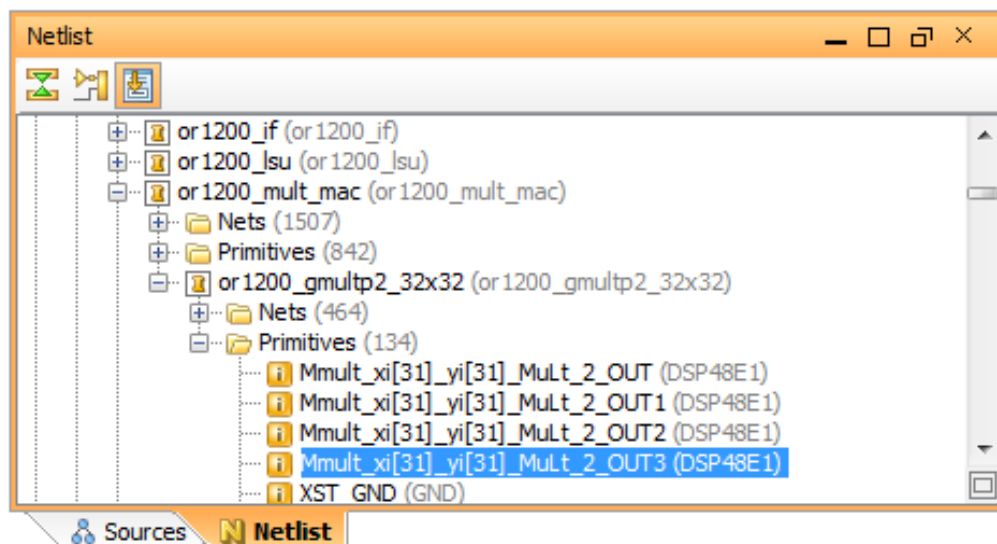 Netlist
or1200_if (or1200_if)
or1200_lsu (or1200_lsu)
or1200_mult_mac (or1200_mult_mac)
Nets (1507)
Primitives (842)
or1200_gmultp2_32x32 (or1200_gmultp2_32x32)
Nets (464)
Primitives (134)
Mmult_xi[31]_yi[31]_MuLt_2_OUT (DSP48E1)
Mmult_xi[31]_yi[31]_MuLt_2_OUT1 (DSP48E1)
Mmult_xi[31]_yi[31]_MuLt_2_OUT2 (DSP48E1)
Mmult_xi[31]_yi[31]_MuLt_2_OUT3 (DSP48E1)
XST_GND (GND)
Sources Netlist